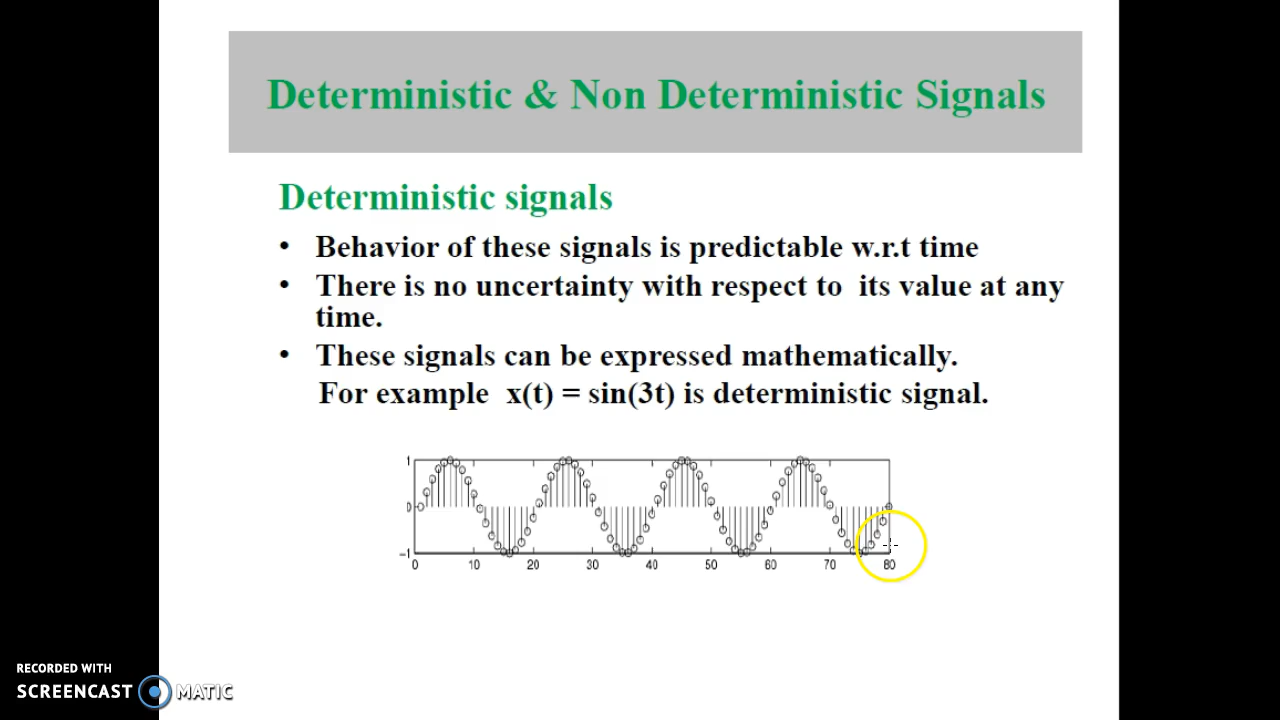 Deterministic & Non Deterministic Signals
Deterministic signals
• Behavior of these signals is predictable w.r.t time
• There is no uncertainty with respect to its value at any
time.
• These signals can be expressed mathematically.
For example x(t) = sin(3t) is deterministic signal.
1
0
-1
0 10 20 30 40 50 60 70 80
RECORDED WITH
SCREENCAST MATIC